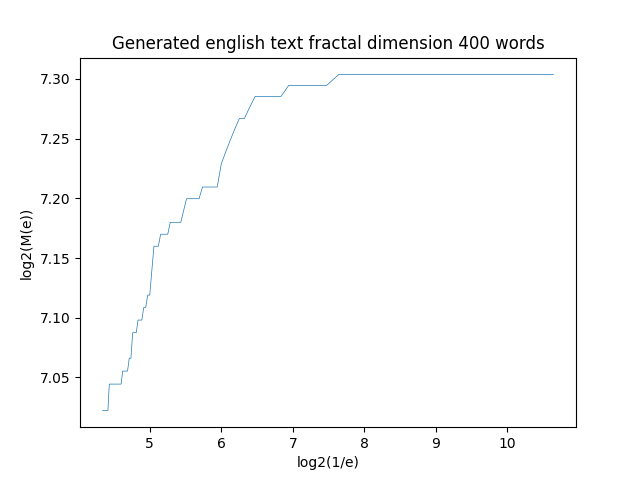 Generated english text fractal dimension 400 words
7.30
7.25
7.20
7.15
7.10
7.05
log2(M(e))
5 6 7 8 9 10
log2(1/e)